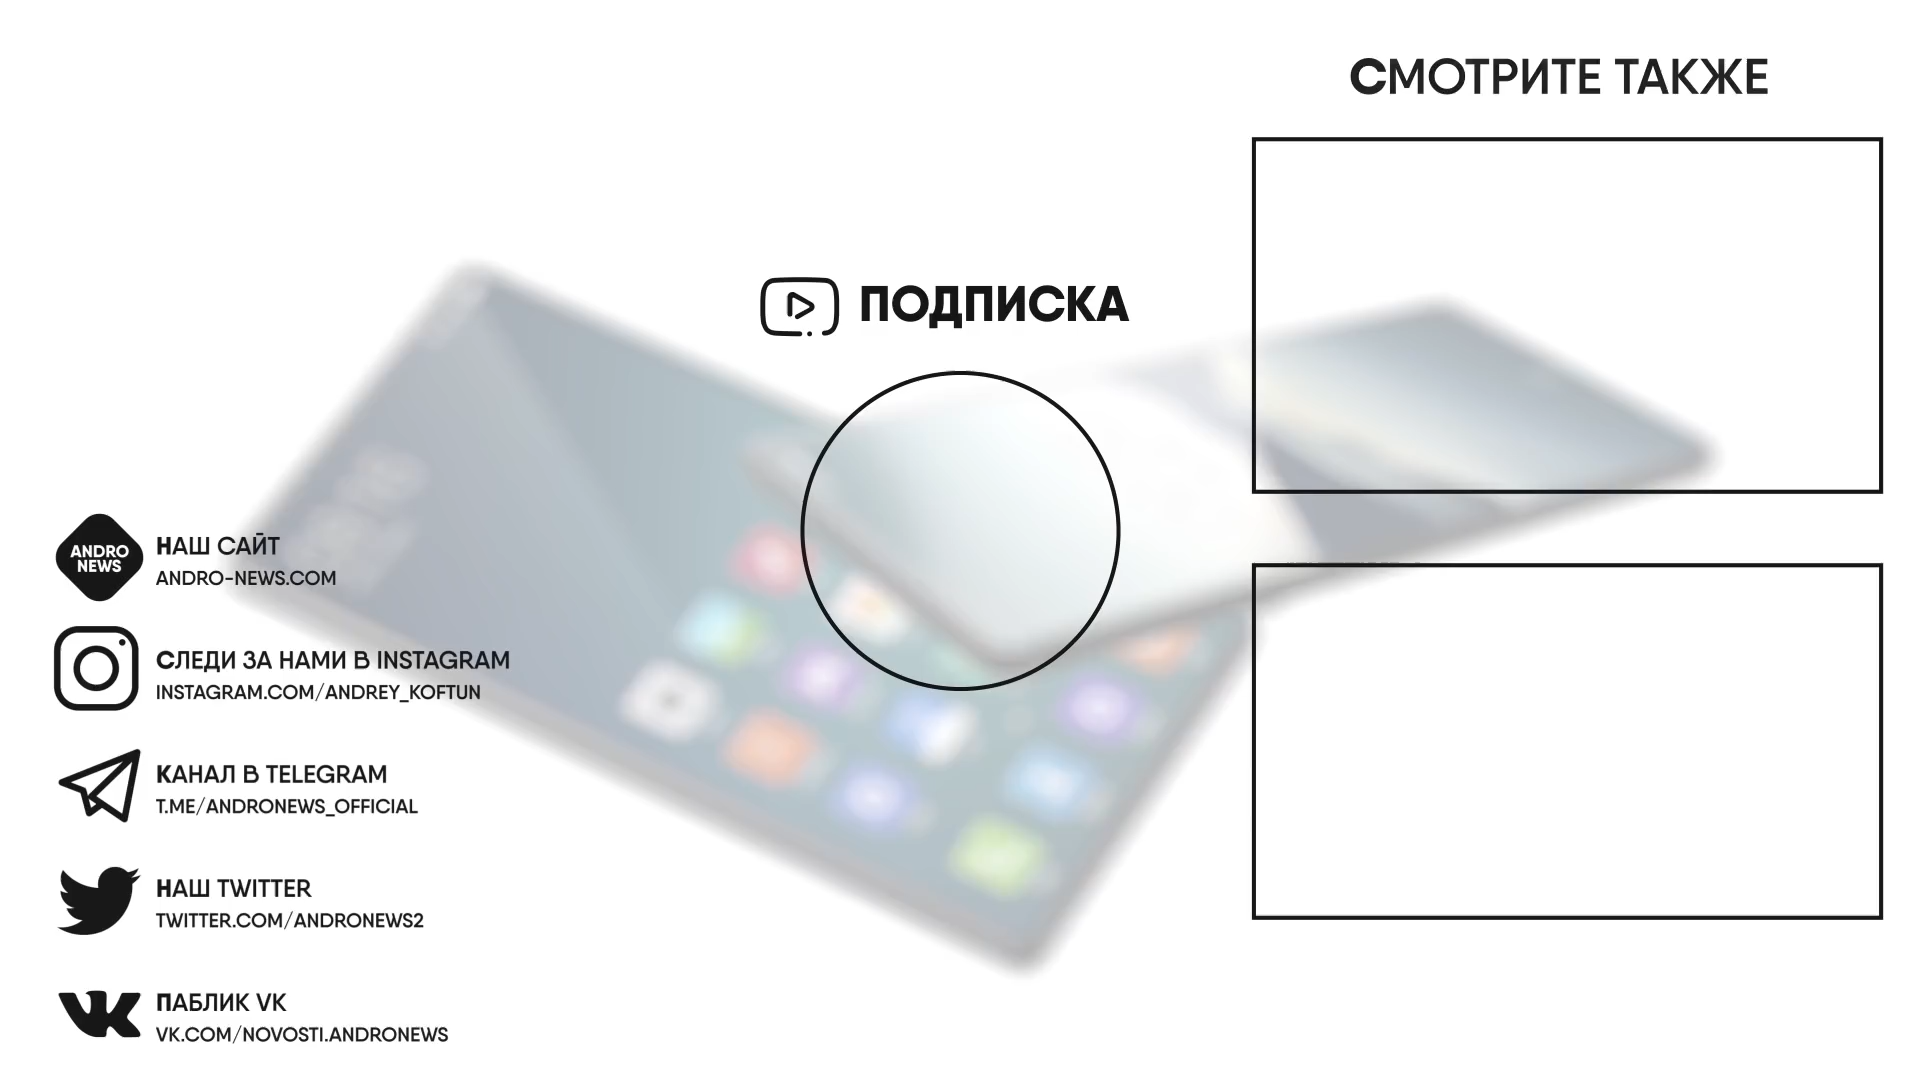 СМОТРИТЕ ТАКЖЕ
ПОДПИСКА
ANDRO
NEWS
НАШ САЙТ
ANDRO-NEWS.COM
СЛЕДИ ЗА НАМИ В INSTAGRAM
INSTAGRAM.COM/ANDREY_KOFTUN
КАНАЛ В TELEGRAM
T.ME/ANDRONEWS_OFFICIAL
НАШ TWITTER
TWITTER.COM/ANDRONEWS2
ПАБЛИК VK
VK.COM/NOVOSTI.ANDRONEWS